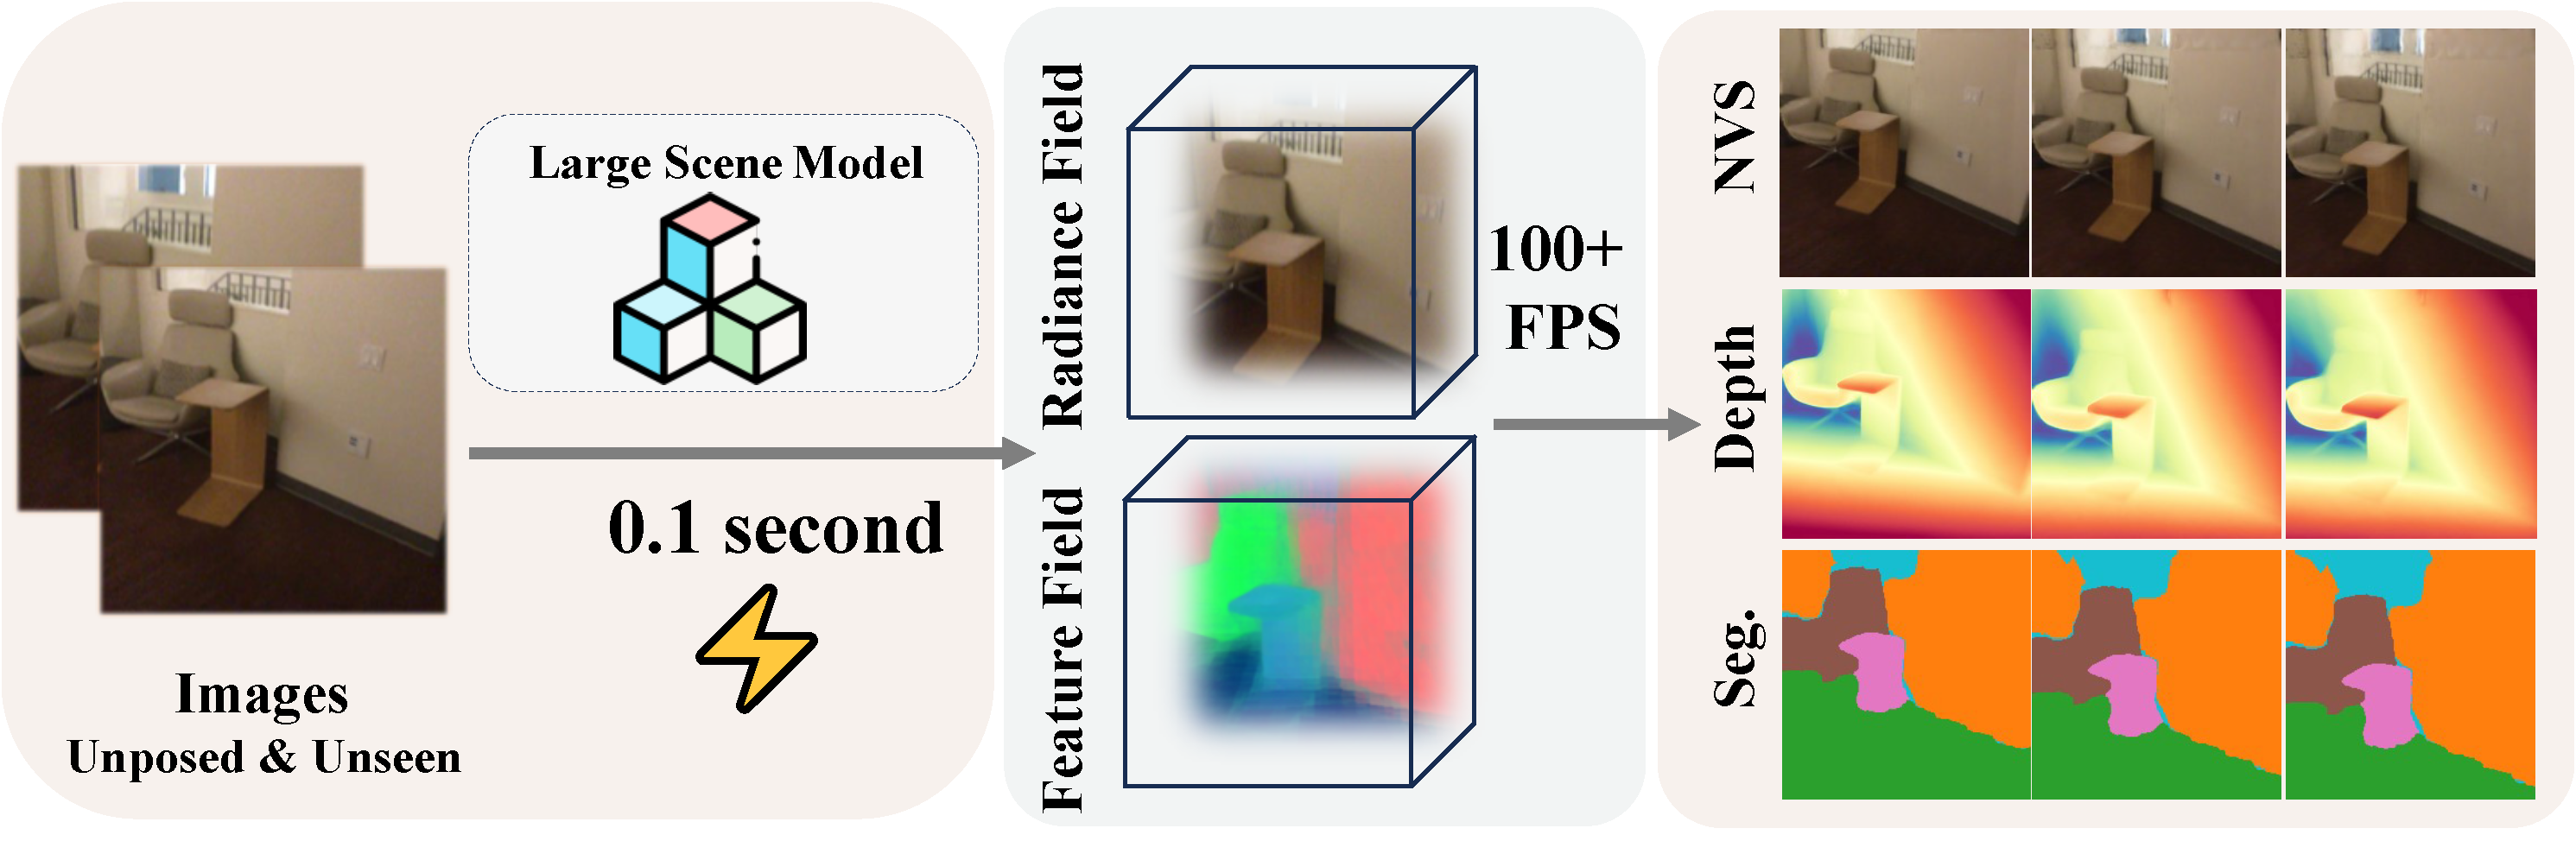 Images
Unposed & Unseen
Large Scene Model
0.1 second
Radiance Field
Feature Field
100+
FPS
NVS
Depth
Seg.